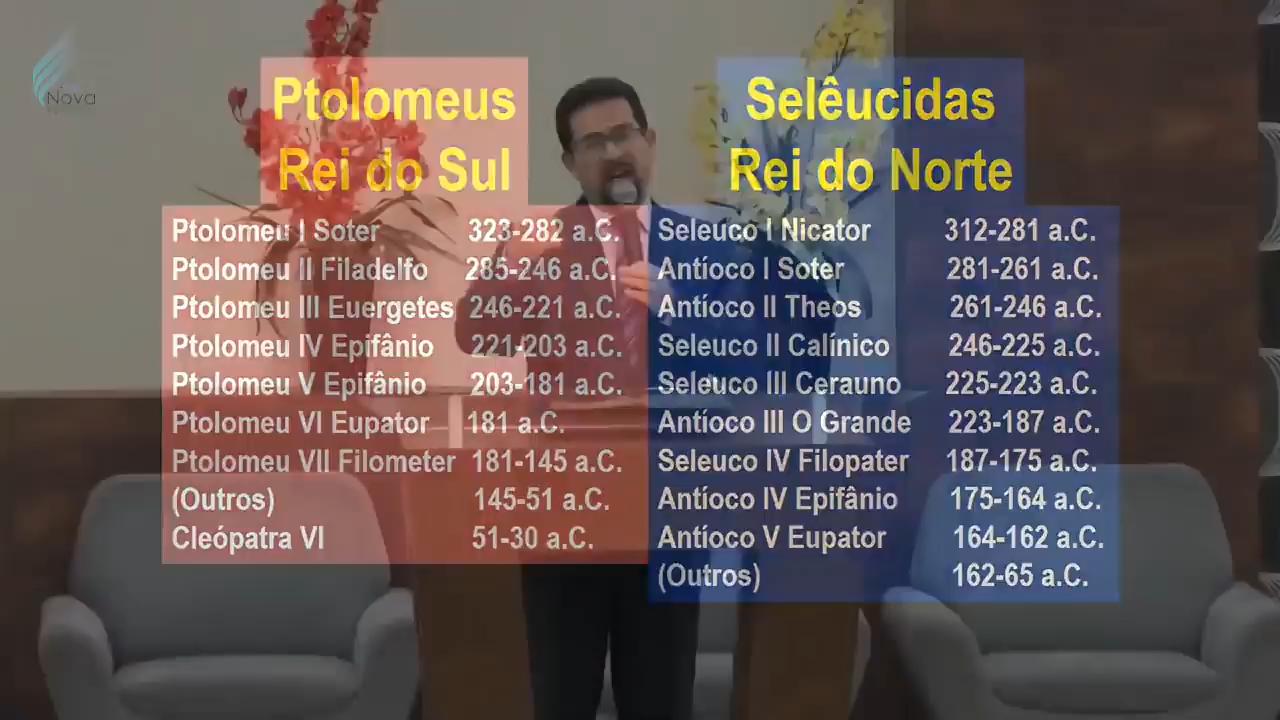 Nova
Ptolomeus
Rei do Sul
Ptolomeu I Soter 323-282 a.C.
Ptolomeu II Filadelfo 285-246 a.C.
Ptolomeu III Euergetes 246-221 a.C.
Ptolomeu IV Epifânio 221-203 a.C.
Ptolomeu V Epifânio 203-181 a.C.
Ptolomeu VI Eupator 181 a.C.
Ptolomeu VII Filometer 181-145 a.C.
(Outros) 145-51 a.C.
Cleópatra VI 51-30 a.C.
Selêucidas
Rei do Norte
Seleuco I Nicator 312-281 a.C.
Antíoco I Soter 281-261 a.C.
Antíoco II Theos 261-246 a.C.
Seleuco II Calínico 246-225 a.C.
Seleuco III Cerauno 225-223 a.C.
Antíoco III O Grande 223-187 a.C.
Seleuco IV Filopater 187-175 a.C.
Antíoco IV Epifânio 175-164 a.C.
Antíoco V Eupator 164-162 a.C.
(Outros) 162-65 a.C.